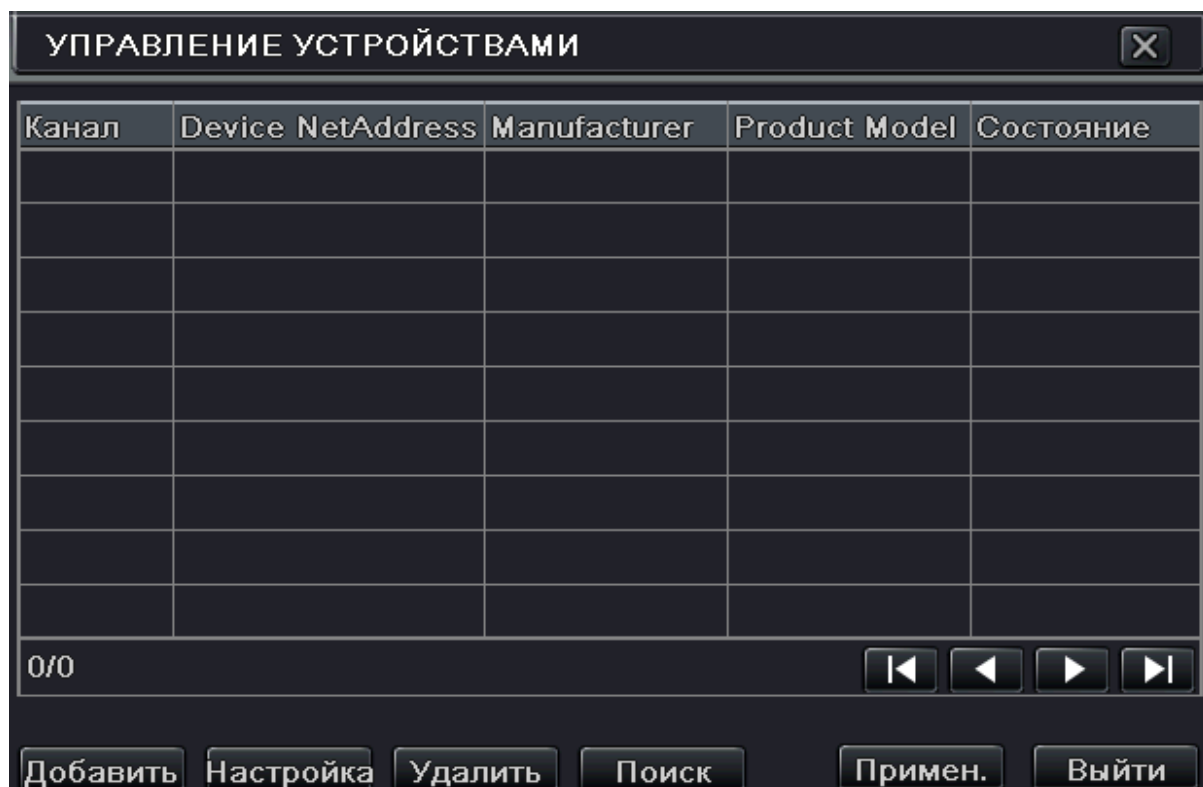 УПРАВЛЕНИЕ УСТРОЙСТВАМИ
Канал Device NetAddress Manufacturer Product Model Состояние
0/0
Добавить Настройка Удалить Поиск Примен. Выйти